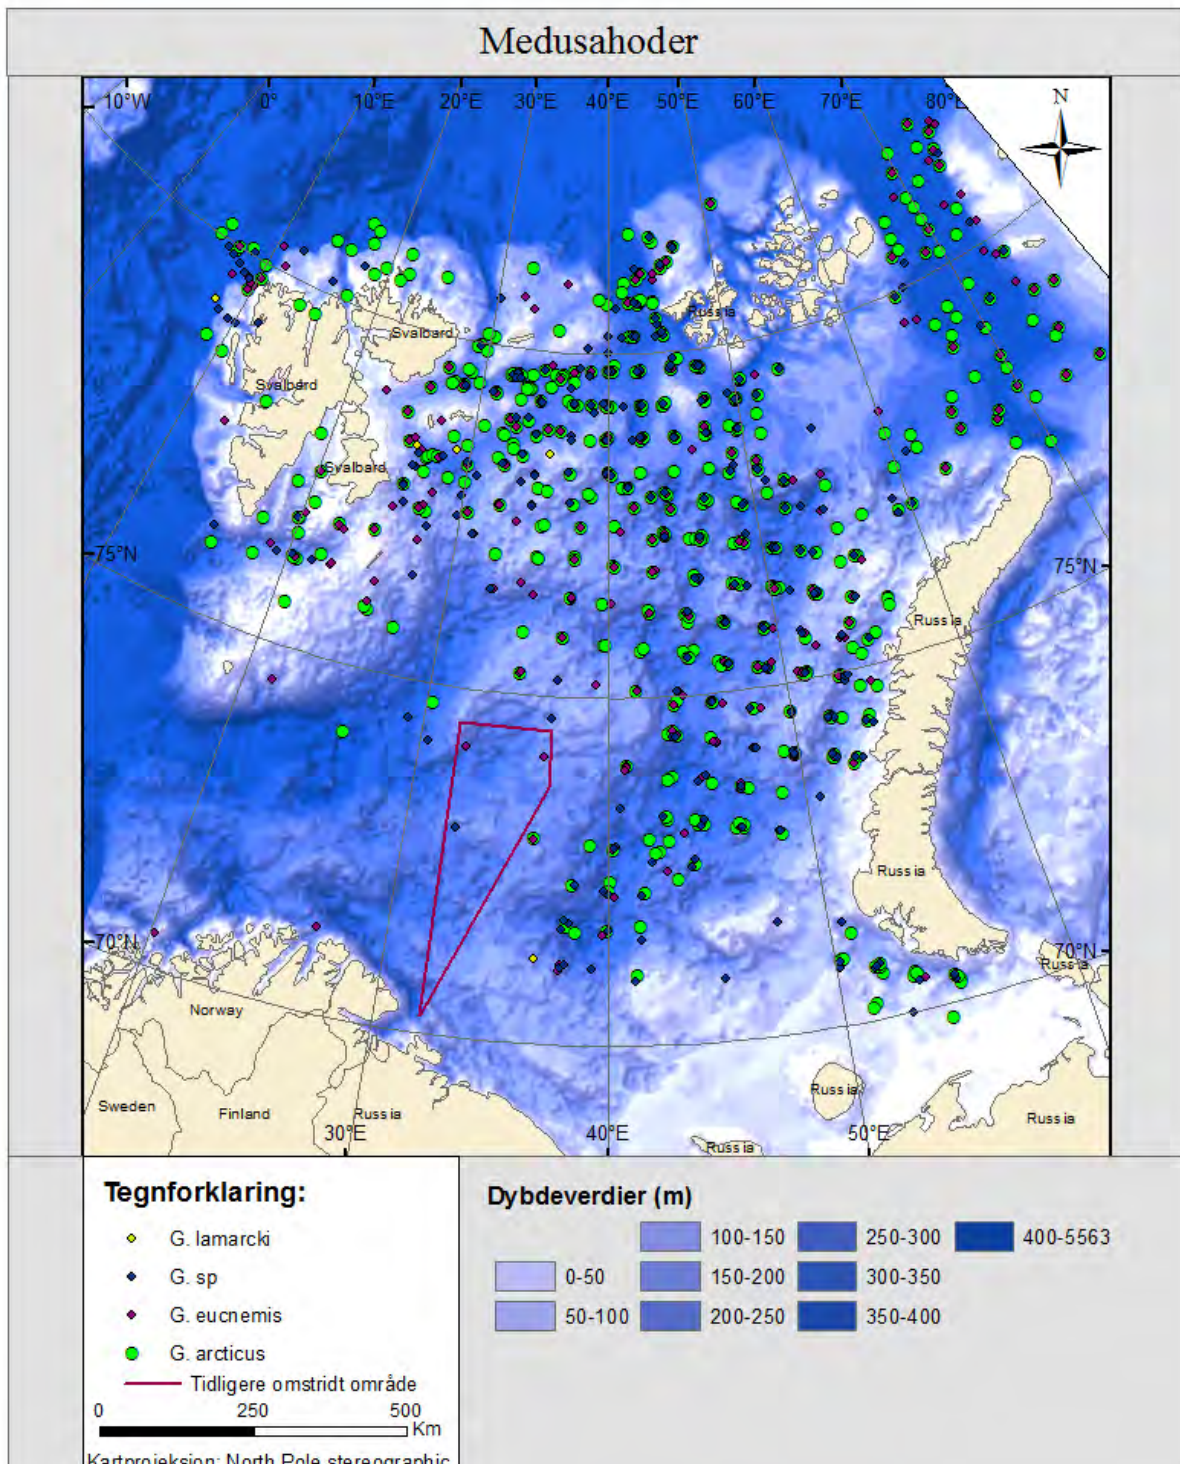 Medusahoder
10°W 0° 10°E 20°E 30°E 40°E 50°E 60°E 70°E 80°E
N
Russia
Svalbard
Svalbard
Svalbard
75°N 75°N
Russia
Russia
70°N 70°N
Russia
Norway
Russia
Sweden Finland Russia Russia
30°E 40°E 50°E
Russia
Tegnforklaring:
G. lamarcki
G. sp
G. eucnemis
G. arcticus
Tidligere omstridt område
0 250 500
Km
Kartprojeksjon: North Pole stereographic
Dybdeverdier (m)
0-50
50-100
100-150
150-200
200-250
250-300
300-350
350-400
400-5563